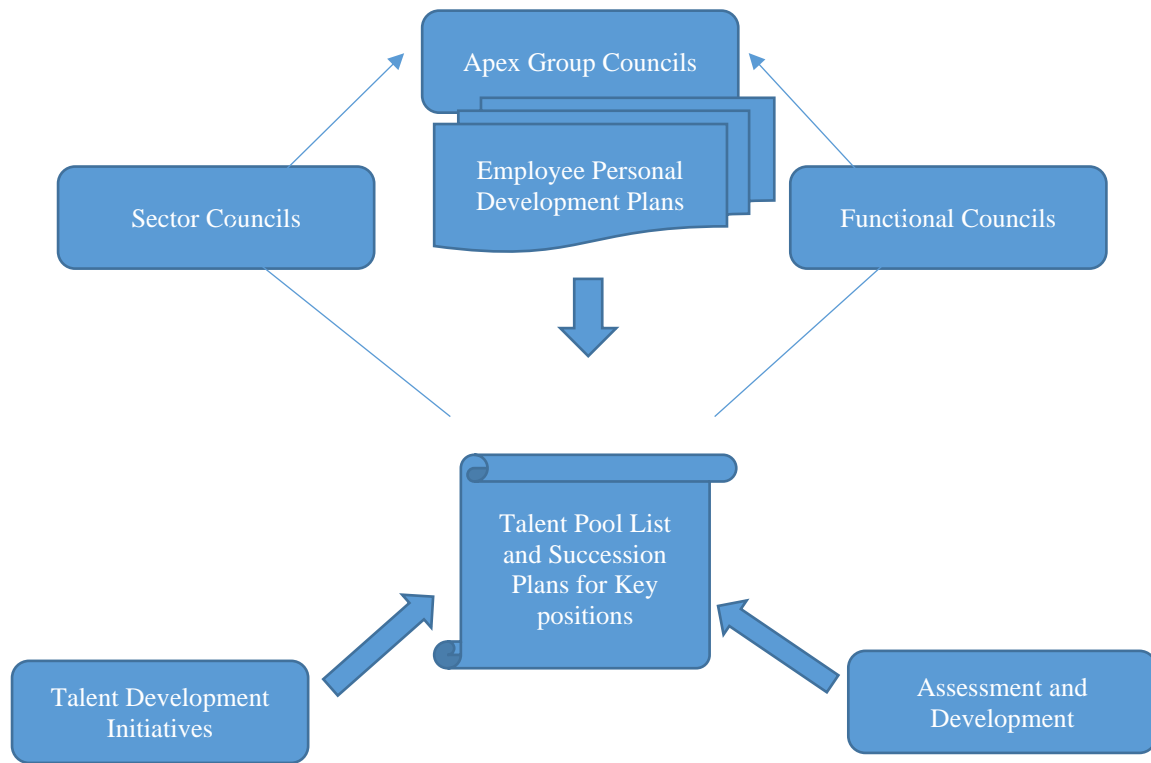 Apex Group Councils
Employee Personal
Development Plans
Sector Councils
Functional Councils
Talent Pool List
and Succession
Plans for Key
positions
Talent Development
Initiatives
Assessment and
Development